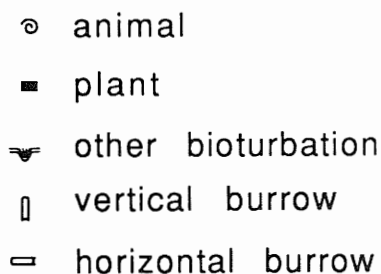 animal
plant
other bioturbation
vertical burrow
horizontal burrow